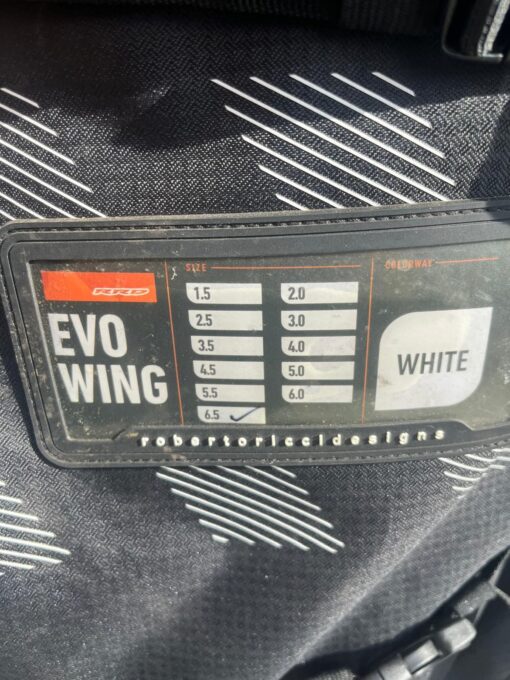 RRD
EVO
WING
SIZE
1.5 2.0
2.5 3.0
3.5 4.0
4.5 5.0
5.5 6.0
6.5
COLORWAY
WHITE
robertoriccidesigns